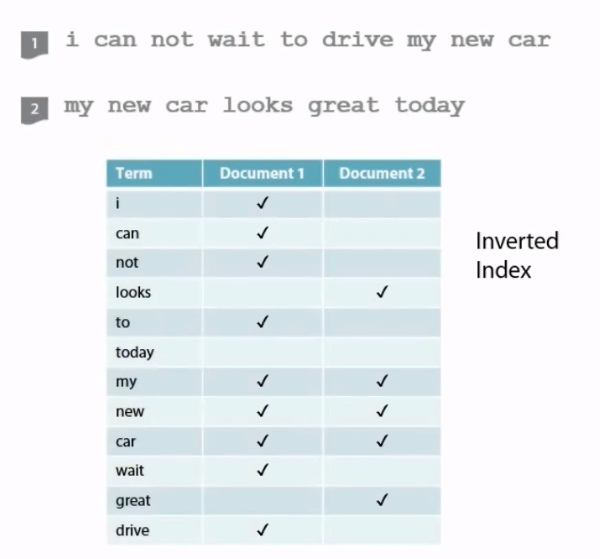 1 i can not wait to drive my new car
2 my new car looks great today
Term Document 1 Document 2
i ✓
can ✓
not ✓
looks ✓
to ✓
today
my ✓ ✓
new ✓ ✓
car ✓ ✓
wait ✓
great ✓
drive ✓
Inverted
Index